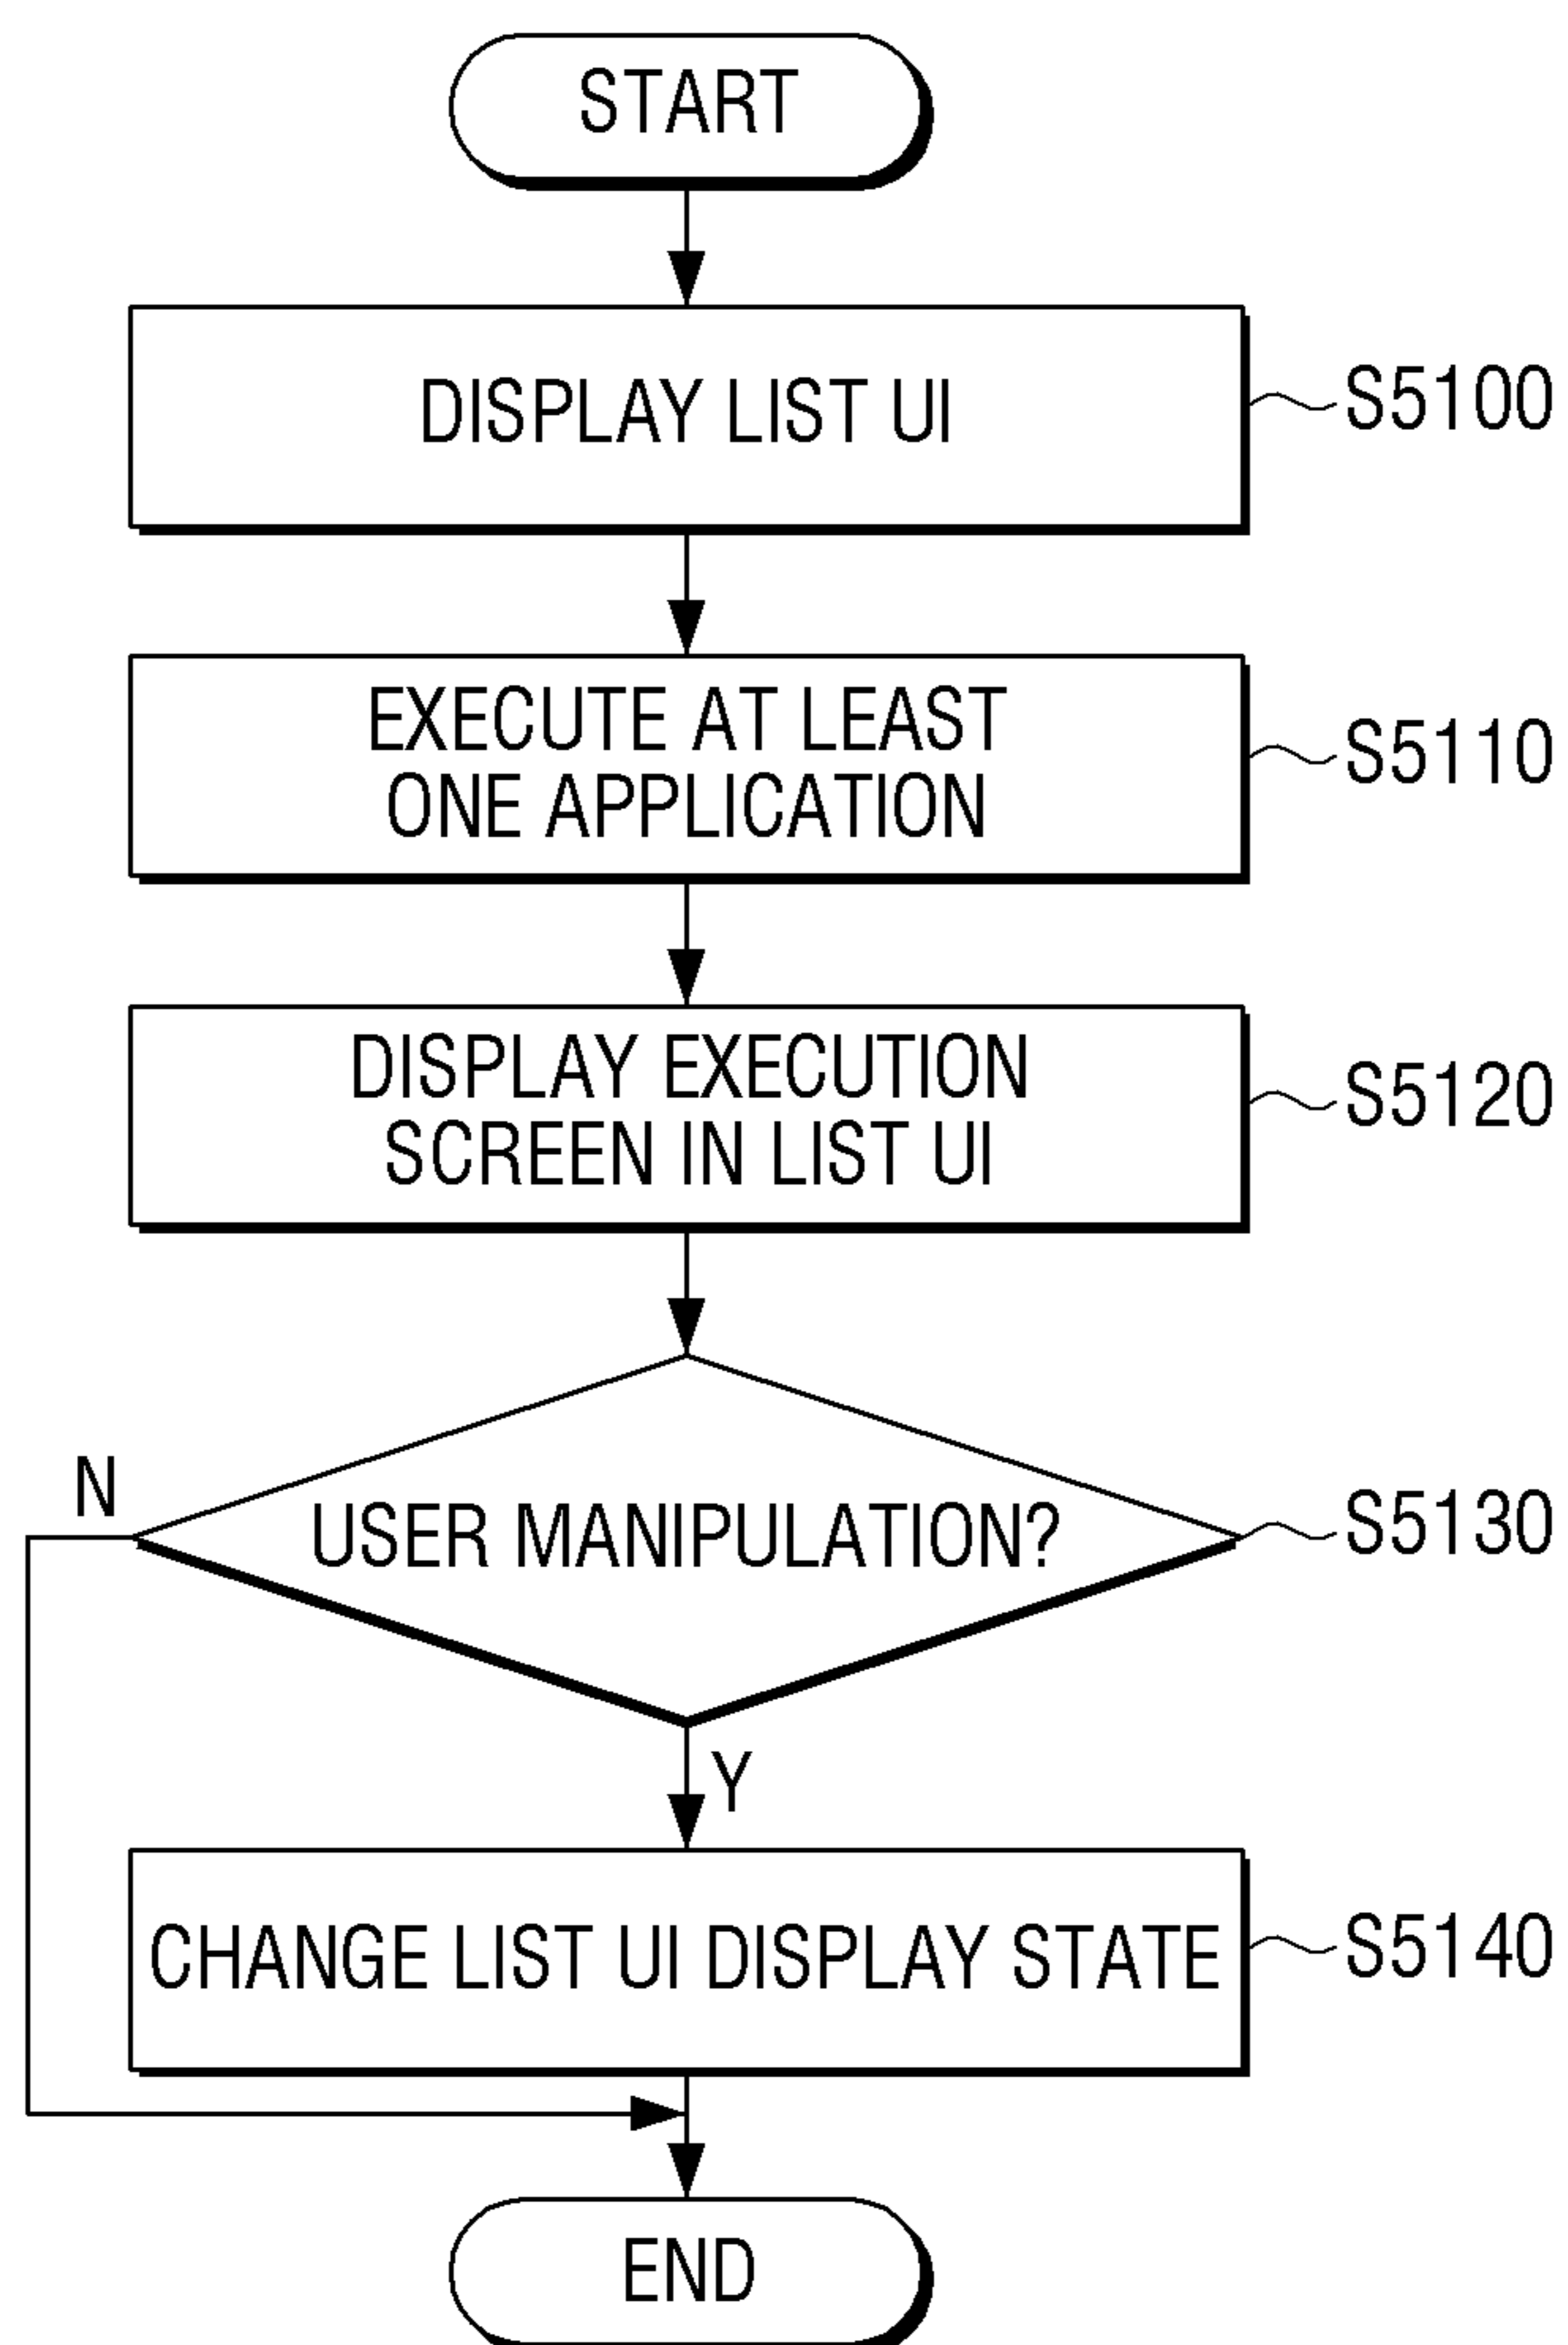 START
DISPLAY LIST UI
S5100
EXECUTE AT LEAST
ONE APPLICATION
S5110
DISPLAY EXECUTION
SCREEN IN LIST UI
S5120
N
USER MANIPULATION?
S5130
Y
CHANGE LIST UI DISPLAY STATE
S5140
END